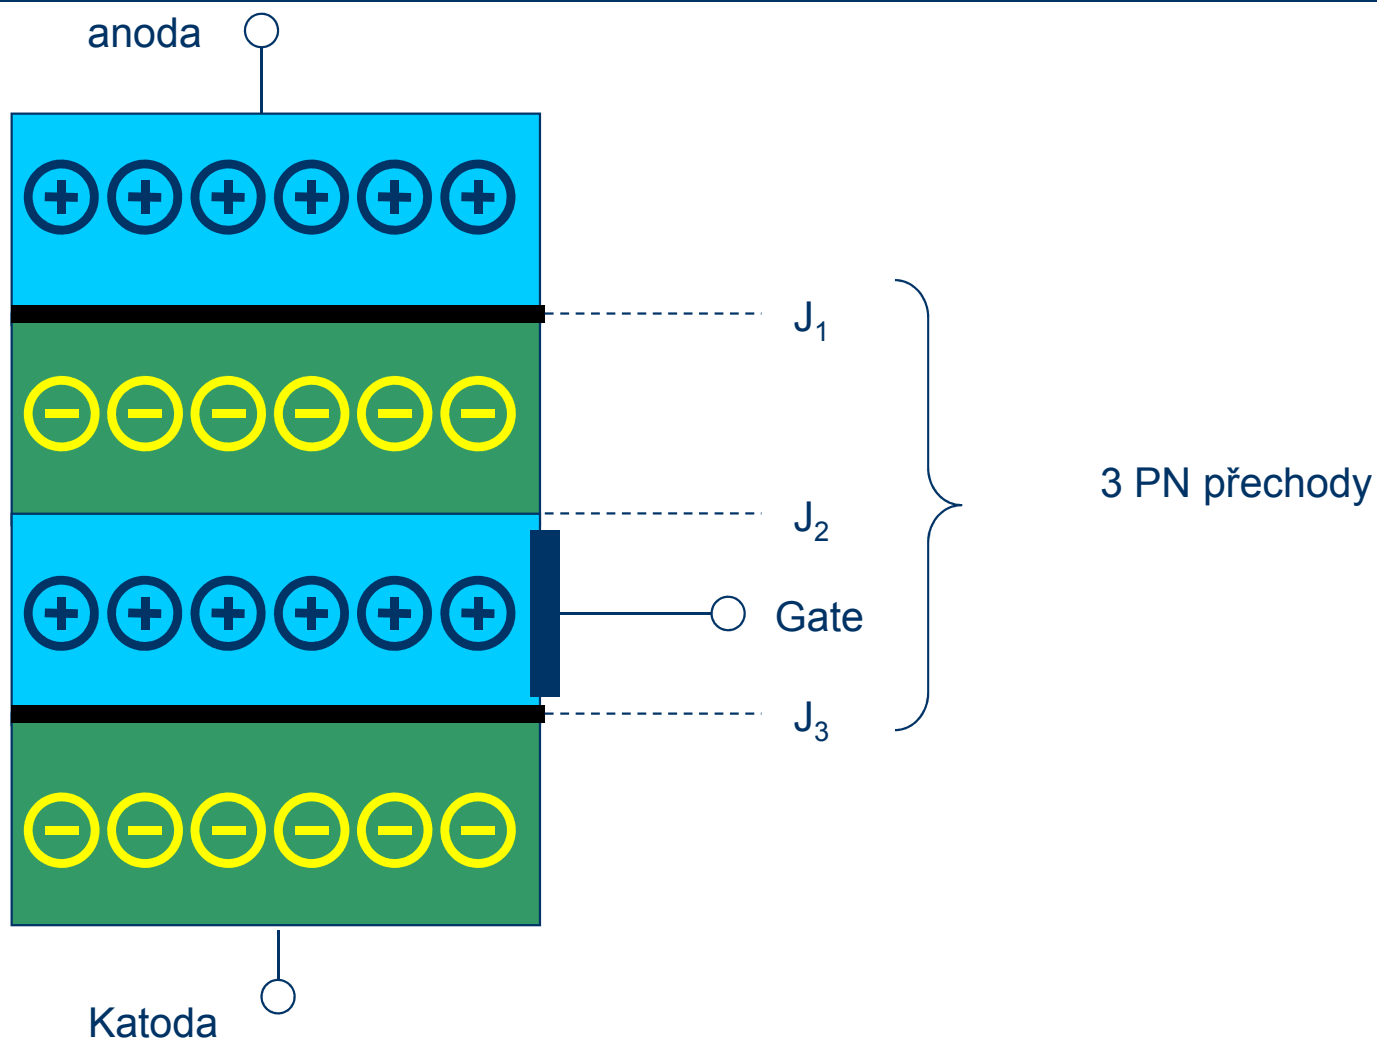 anoda
J₁
3 PN přechody
J₂
Gate
J₃
Katoda